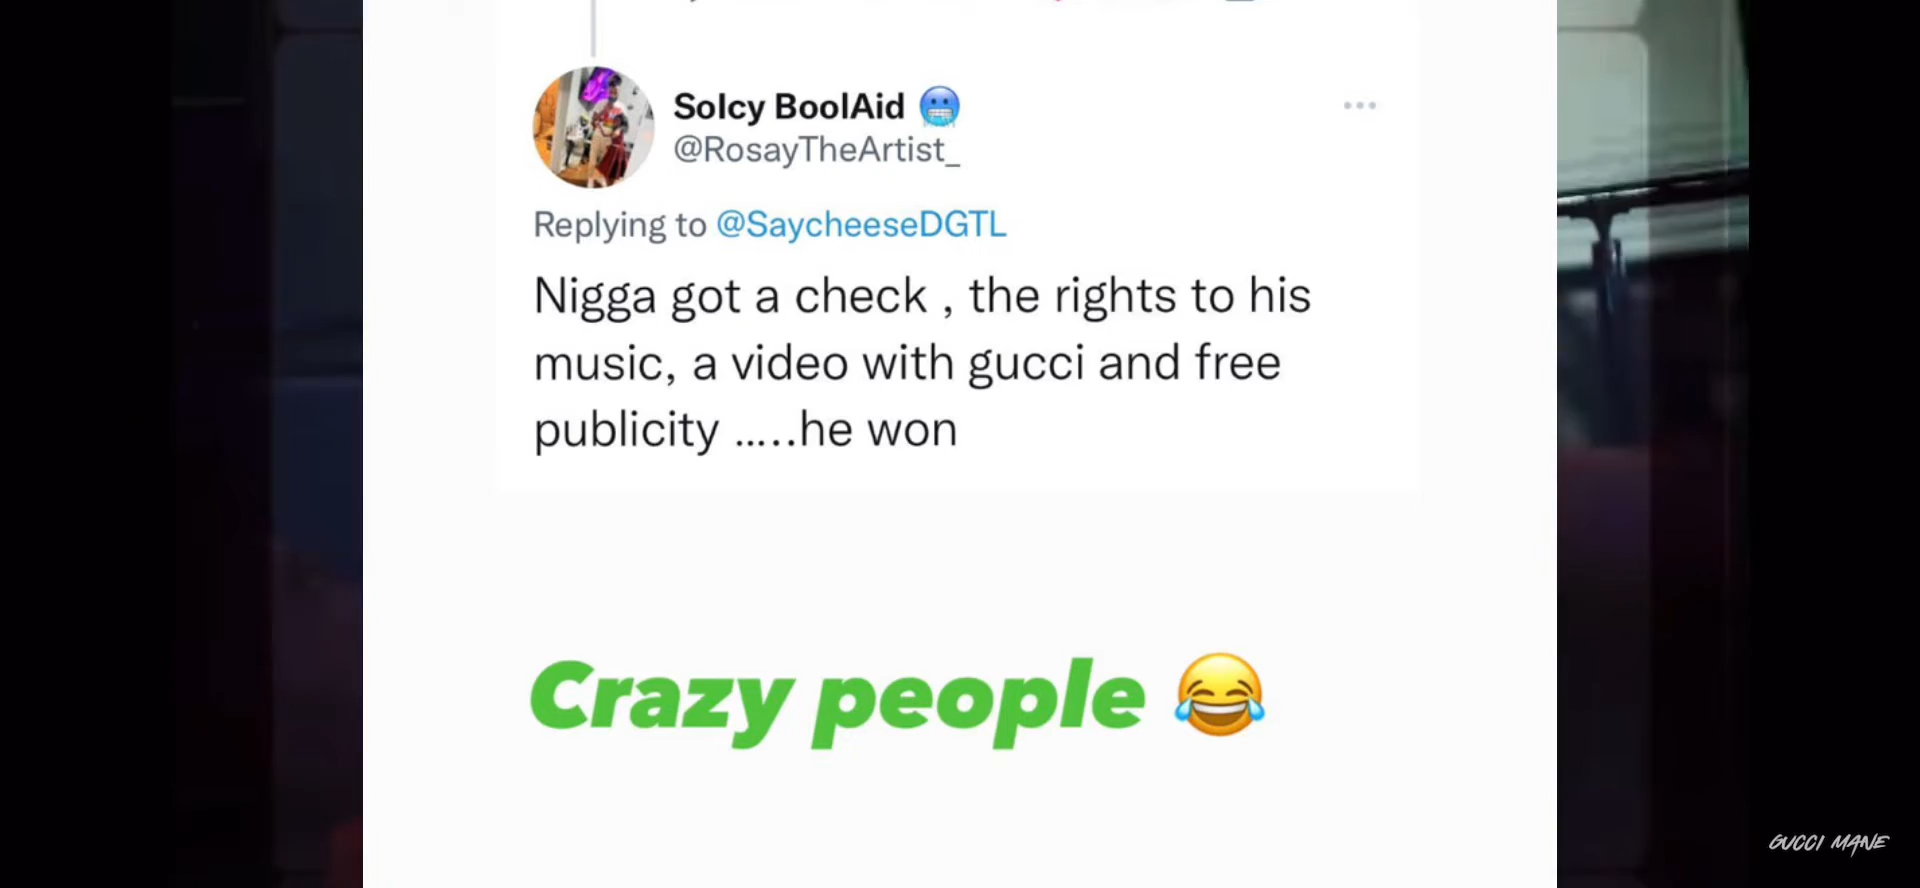 Solcy BoolAid 🥶
@RosayTheArtist_
Replying to @SaycheeseDGTL
Nigga got a check , the rights to his
music, a video with gucci and free
publicity .....he won
Crazy people 😂
GUCCI MANE